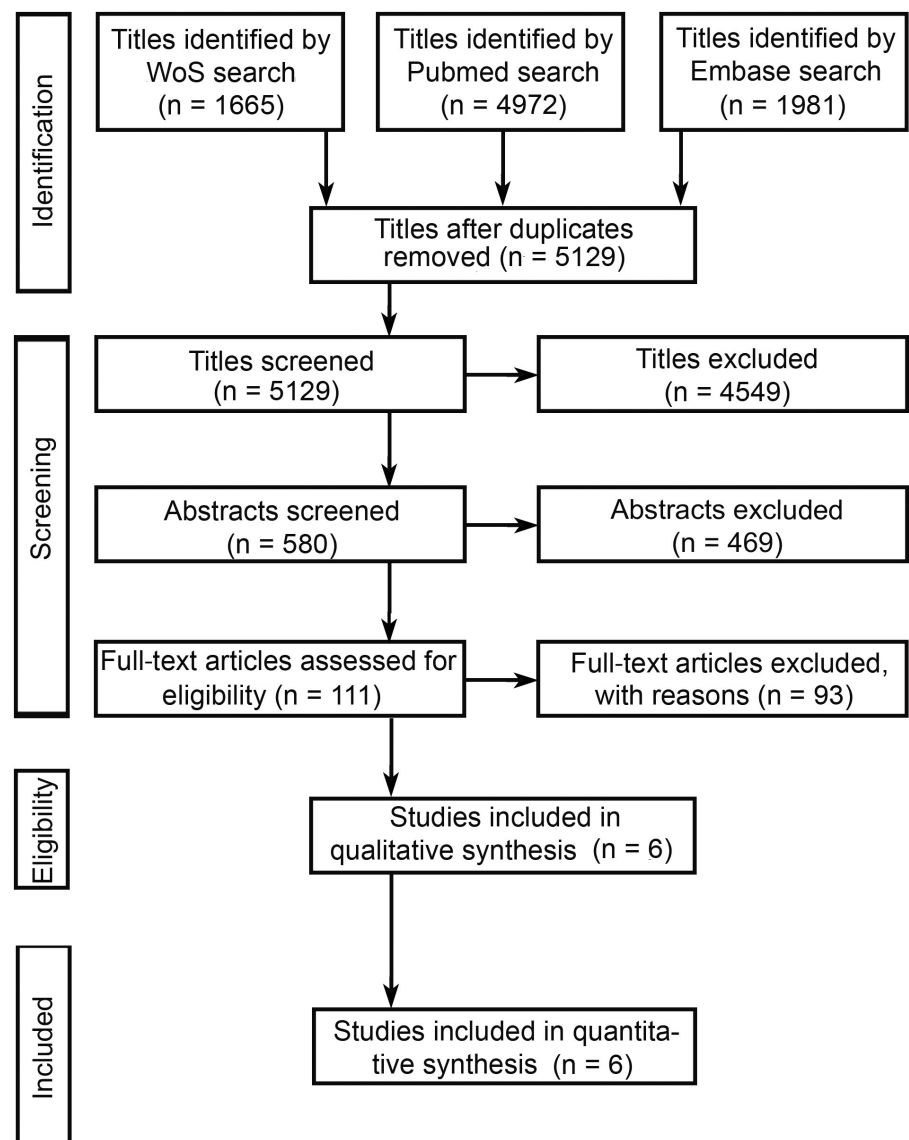 Identification
Titles identified by
WoS search
(n = 1665)
Titles identified by
Pubmed search
(n = 4972)
Titles identified by
Embase search
(n = 1981)
Titles after duplicates
removed (n = 5129)
Screening
Titles screened
(n = 5129)
Titles excluded
(n = 4549)
Abstracts screened
(n = 580)
Abstracts excluded
(n = 469)
Full-text articles assessed for
eligibility (n = 111)
Full-text articles excluded,
with reasons (n = 93)
Eligibility
Studies included in
qualitative synthesis (n = 6)
Included
Studies included in quantita-
tive synthesis (n = 6)